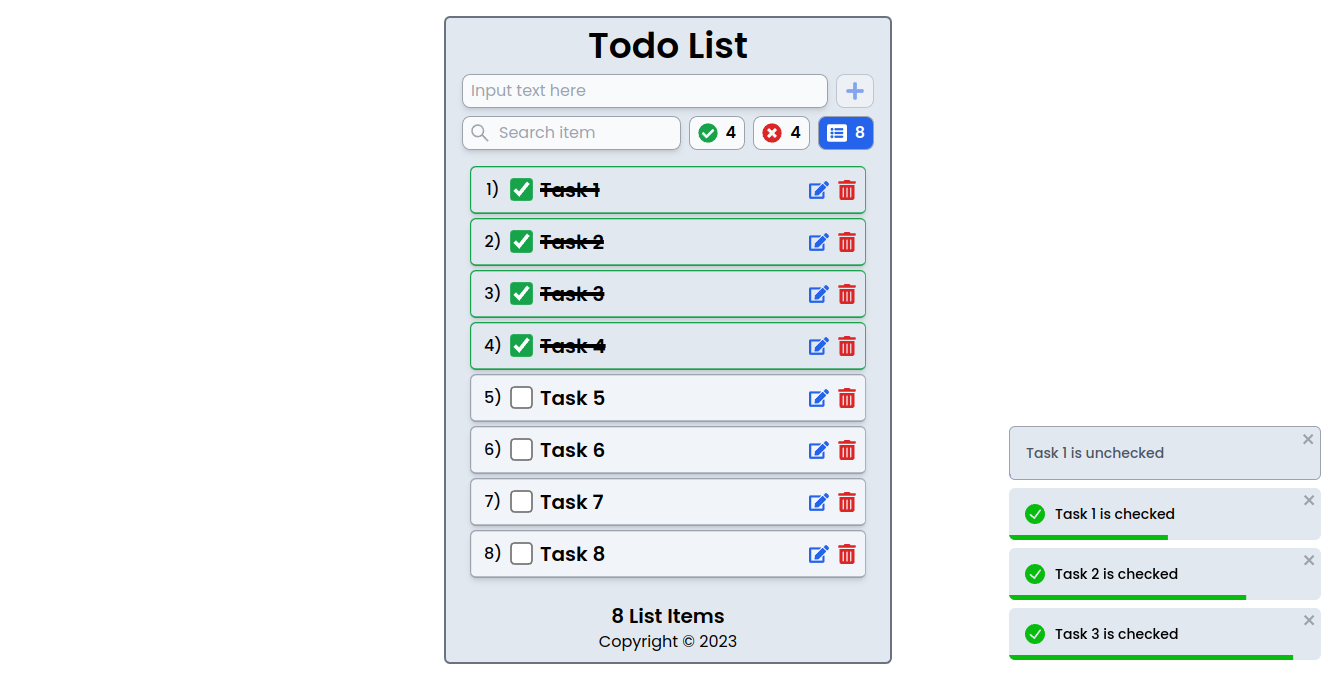 Todo List
Input text here
Search item
4
4
8
1) Task 1
2) Task 2
3) Task 3
4) Task 4
5) Task 5
6) Task 6
7) Task 7
8) Task 8
8 List Items
Copyright © 2023
Task 1 is unchecked
Task 1 is checked
Task 2 is checked
Task 3 is checked